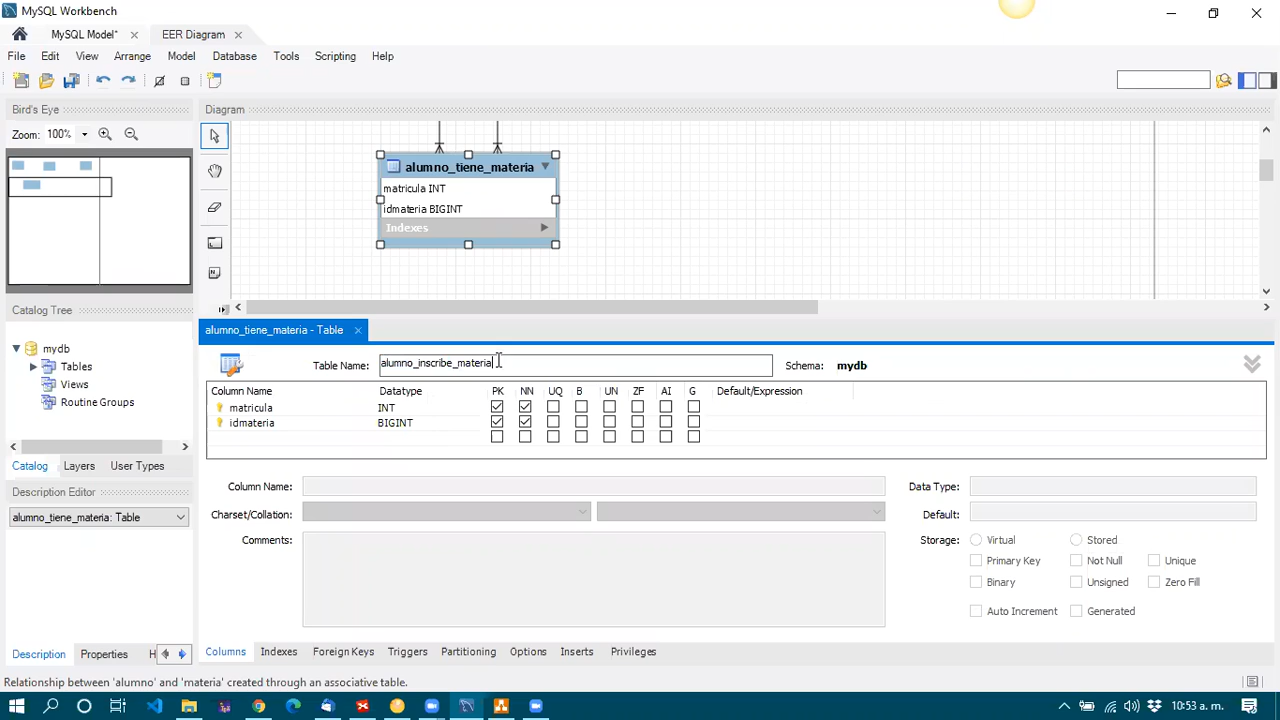 MySQL Workbench
MySQL Model*
EER Diagram
File Edit View Arrange Model Database Tools Scripting Help
Bird's Eye
Diagram
Zoom: 100%
alumno_tiene_materia
matricula INT
idmateria BIGINT
Indexes
Catalog Tree
mydb
Tables
Views
Routine Groups
Catalog Layers User Types
Description Editor
alumno_tiene_materia: Table
Description Properties H
alumno_tiene_materia - Table
Table Name: alumno_inscribe_materia Schema: mydb
Column Name Datatype PK NN UQ B UN ZF AI G Default/Expression
matricula INT
idmateria BIGINT
Column Name: Data Type:
Charset/Collation: Default:
Comments: Storage: Virtual Stored
Primary Key Not Null Unique
Binary Unsigned Zero Fill
Auto Increment Generated
Columns Indexes Foreign Keys Triggers Partitioning Options Inserts Privileges
Relationship between 'alumno' and 'materia' created through an associative table.
10:53 a. m.